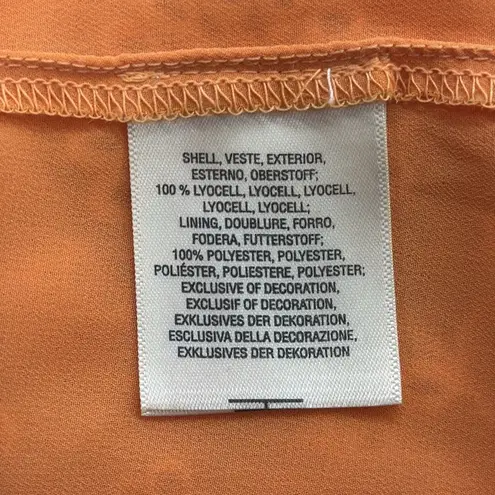 SHELL, VESTE, EXTERIOR,
ESTERNO, OBERSTOFF;
100 % LYOCELL, LYOCELL, LYOCELL,
LYOCELL, LYOCELL;
LINING, DOUBLURE, FORRO,
FODERA, FUTTERSTOFF;
100% POLYESTER, POLYESTER,
POLIÉSTER, POLIESTERE, POLYESTER;
EXCLUSIVE OF DECORATION,
EXCLUSIF OF DECORATION,
EXKLUSIVES DER DEKORATION,
ESCLUSIVA DELLA DECORAZIONE,
EXKLUSIVES DER DEKORATION